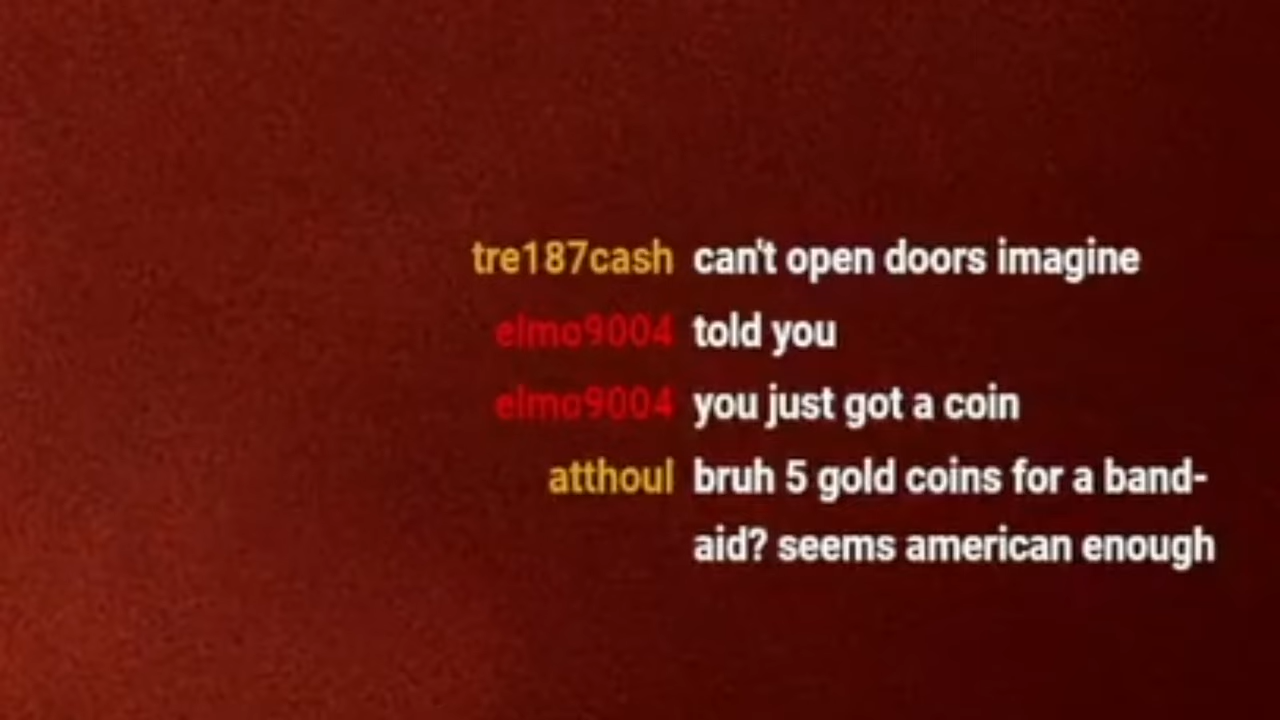 tre187cash can't open doors imagine
elmo9004 told you
elmo9004 you just got a coin
atthoul bruh 5 gold coins for a band-
aid? seems american enough